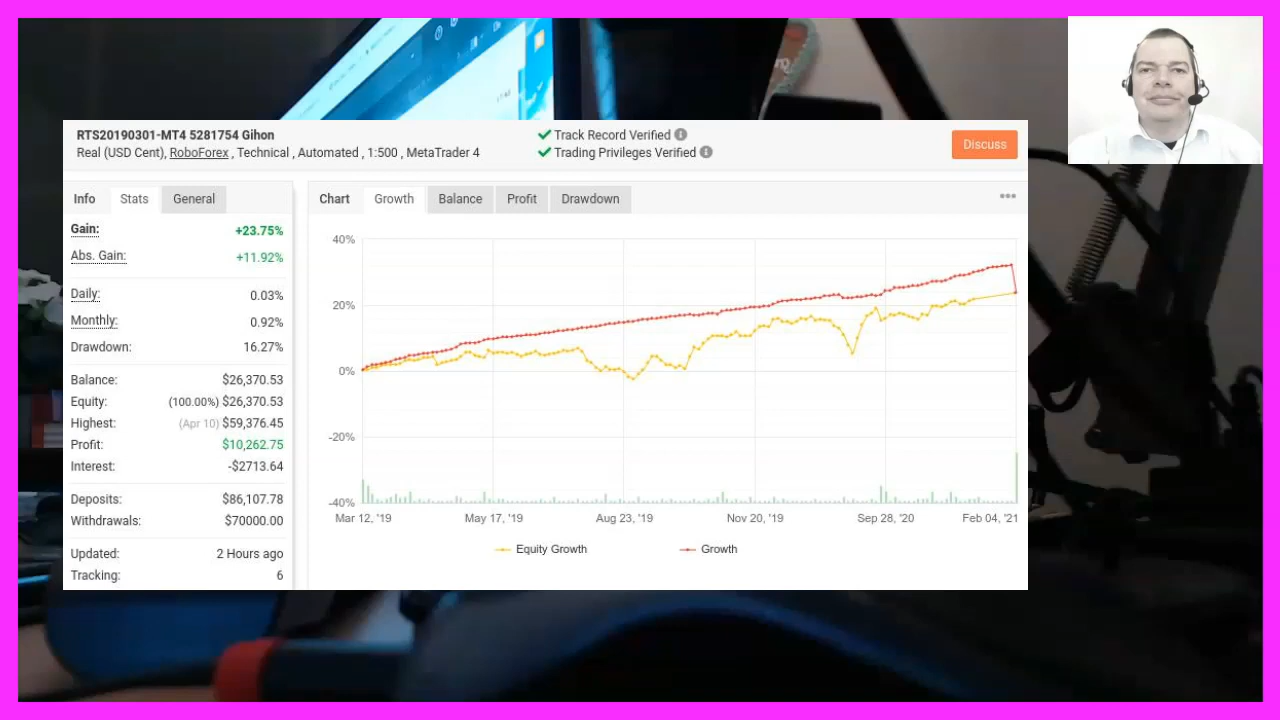 RTS20190301-MT4 5281754 Gihon
Real (USD Cent), RoboForex , Technical , Automated , 1:500 , MetaTrader 4
Track Record Verified
Trading Privileges Verified
Discuss
Info Stats General
Gain: +23.75%
Abs. Gain: +11.92%
Daily: 0.03%
Monthly: 0.92%
Drawdown: 16.27%
Balance: $26,370.53
Equity: (100.00%) $26,370.53
Highest: (Apr 10) $59,376.45
Profit: $10,262.75
Interest: -$2713.64
Deposits: $86,107.78
Withdrawals: $70000.00
Updated: 2 Hours ago
Tracking: 6
Chart Growth Balance Profit Drawdown
40%
20%
0%
-20%
-40%
Mar 12, '19 May 17, '19 Aug 23, '19 Nov 20, '19 Sep 28, '20 Feb 04, '21
Equity Growth Growth